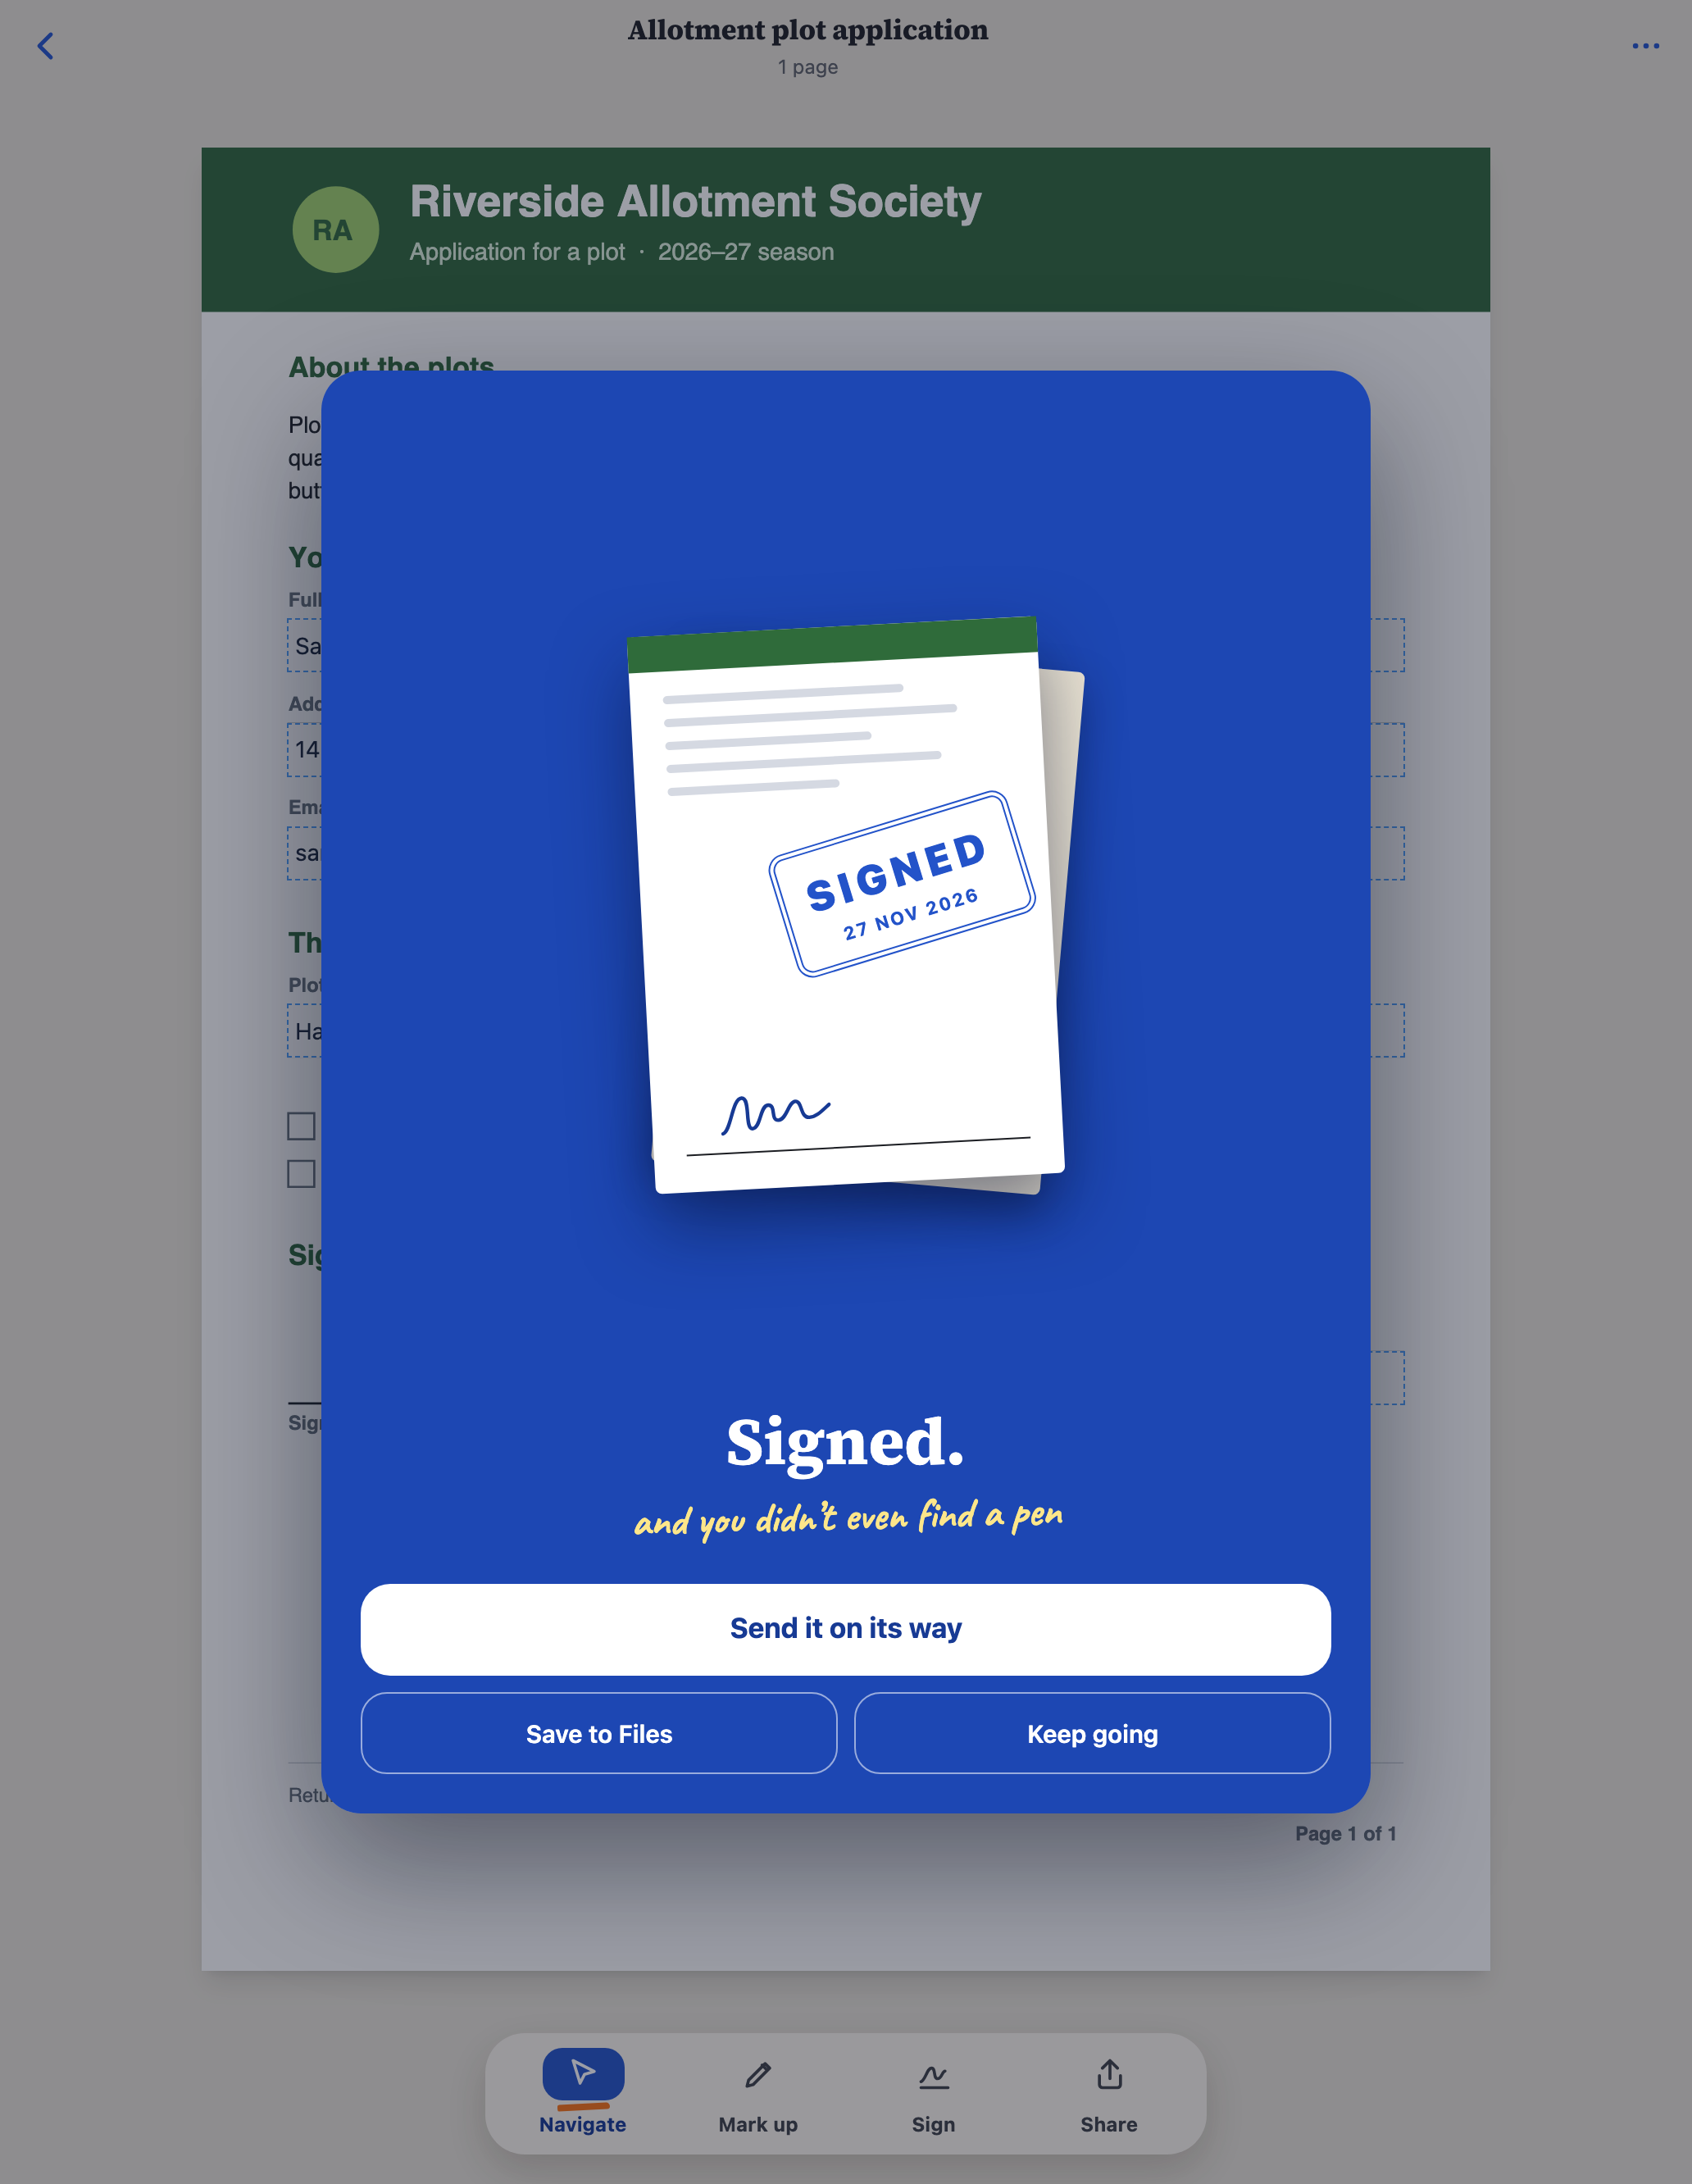 Allotment plot application
1 page
RA
Riverside Allotment Society
Application for a plot · 2026–27 season
About the plots
SIGNED
27 NOV 2026
Signed.
and you didn't even find a pen
Send it on its way
Save to Files
Keep going
Page 1 of 1
Navigate
Mark up
Sign
Share